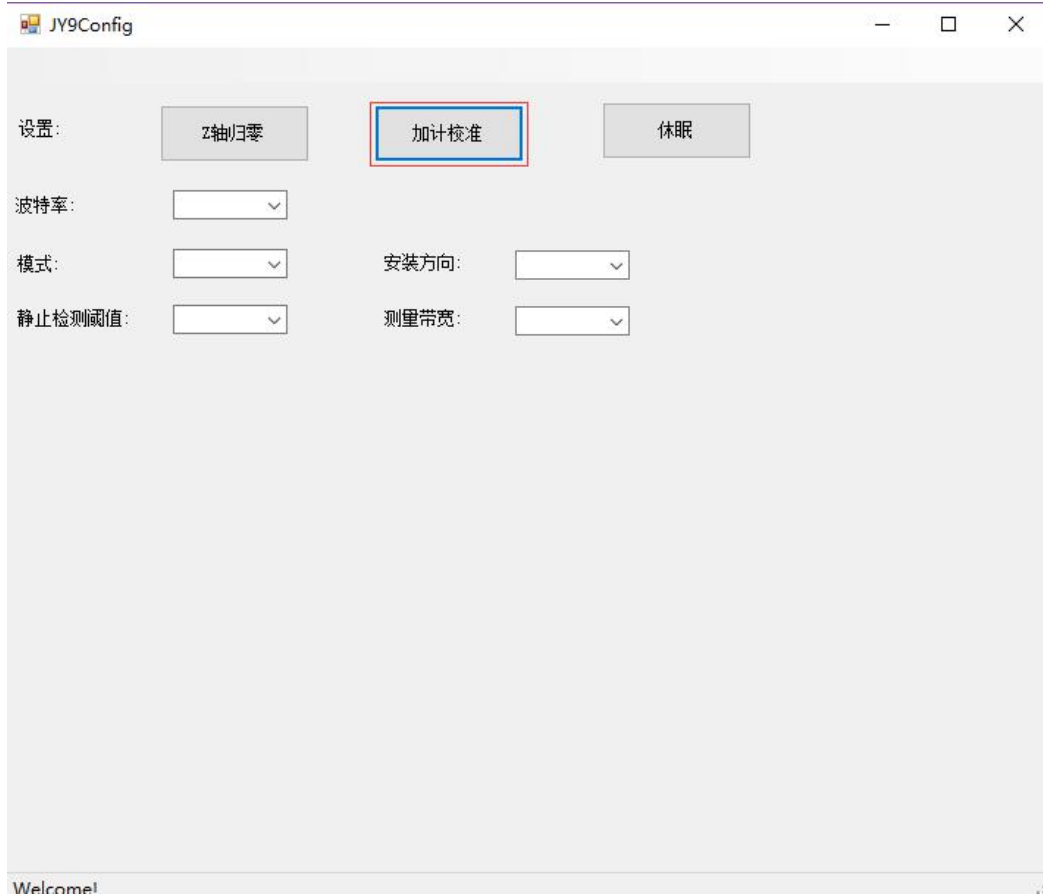 JY9Config
设置: Z轴归零 加计校准 休眠
波特率:
模式: 安装方向:
静止检测阈值: 测量带宽:
Welcome!